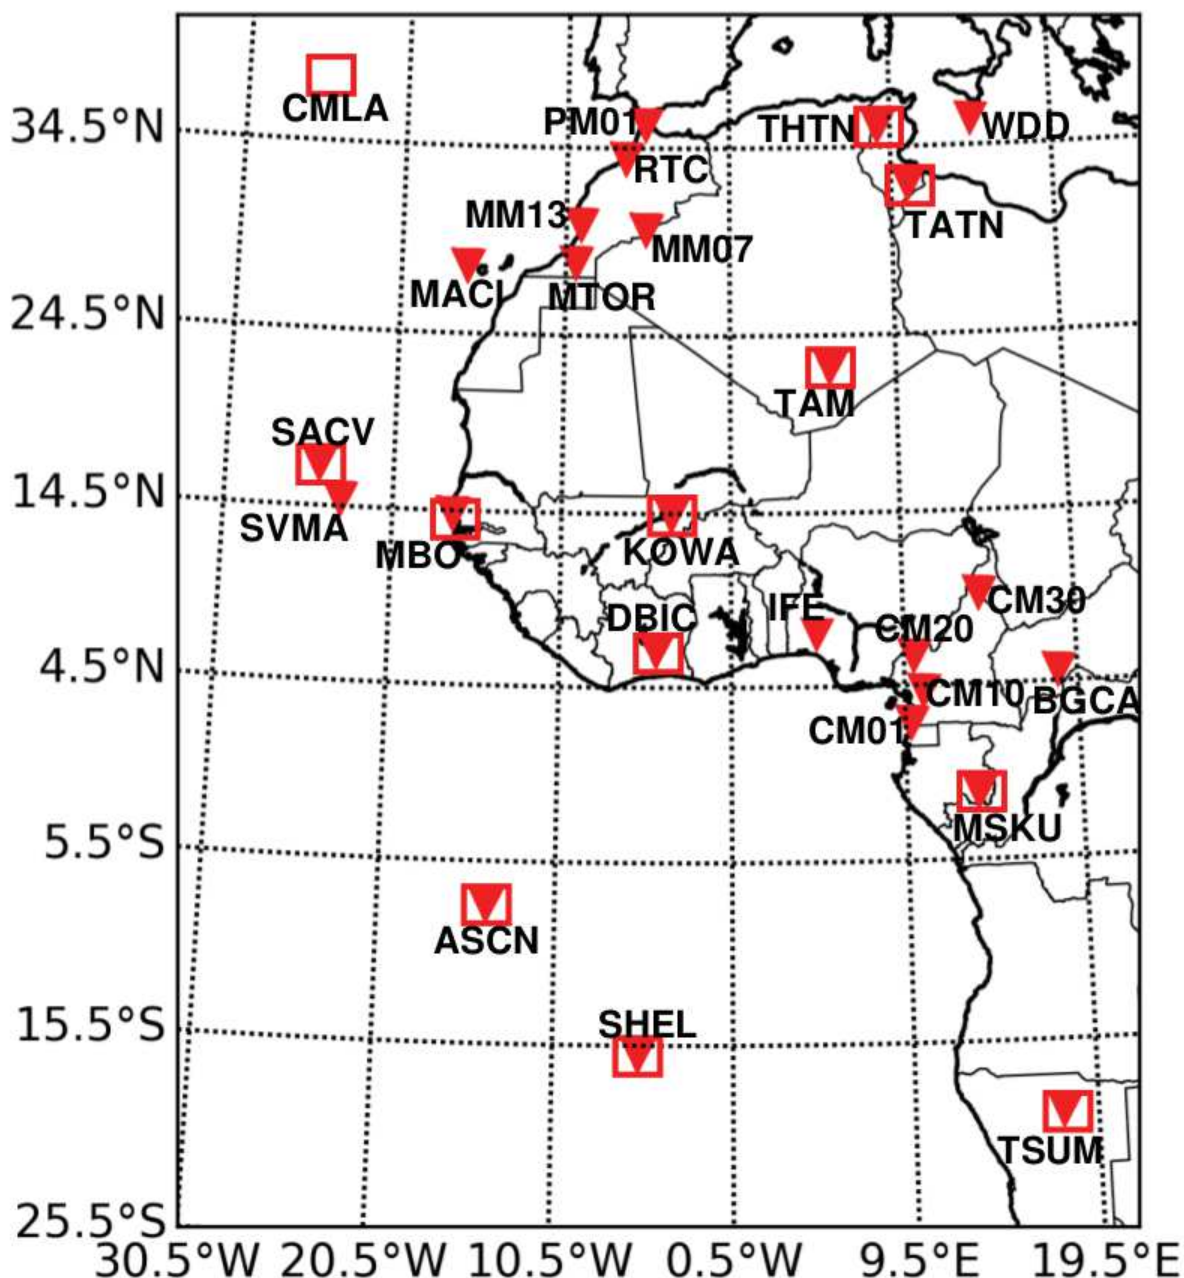 CMLA
34.5°N
PM01
THTN
WDD
RTC
TATN
MM13
MM07
MACI
MTOR
24.5°N
TAM
SACV
14.5°N
SVMA
MBO
KOWA
IFE
CM30
DBIC
CM20
4.5°N
CM10
BGCA
CM01
MSKU
5.5°S
ASCN
15.5°S
SHEL
TSUM
25.5°S
30.5°W 20.5°W 10.5°W 0.5°W 9.5°E 19.5°E